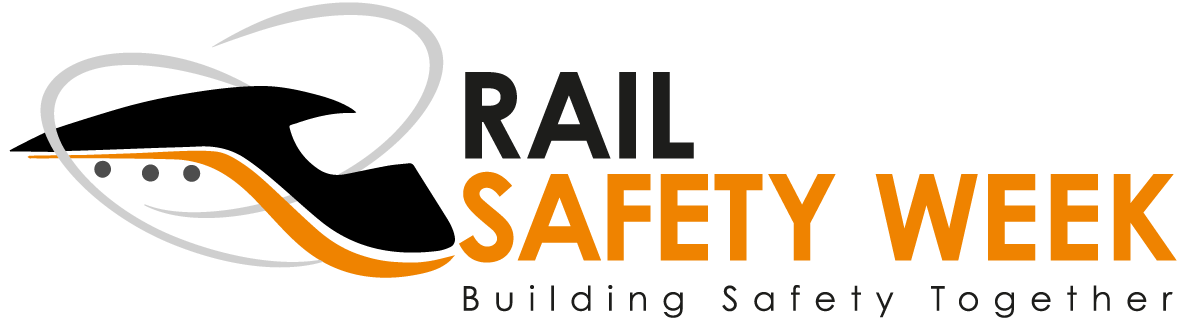 RAIL
SAFETY WEEK
Building Safety Together